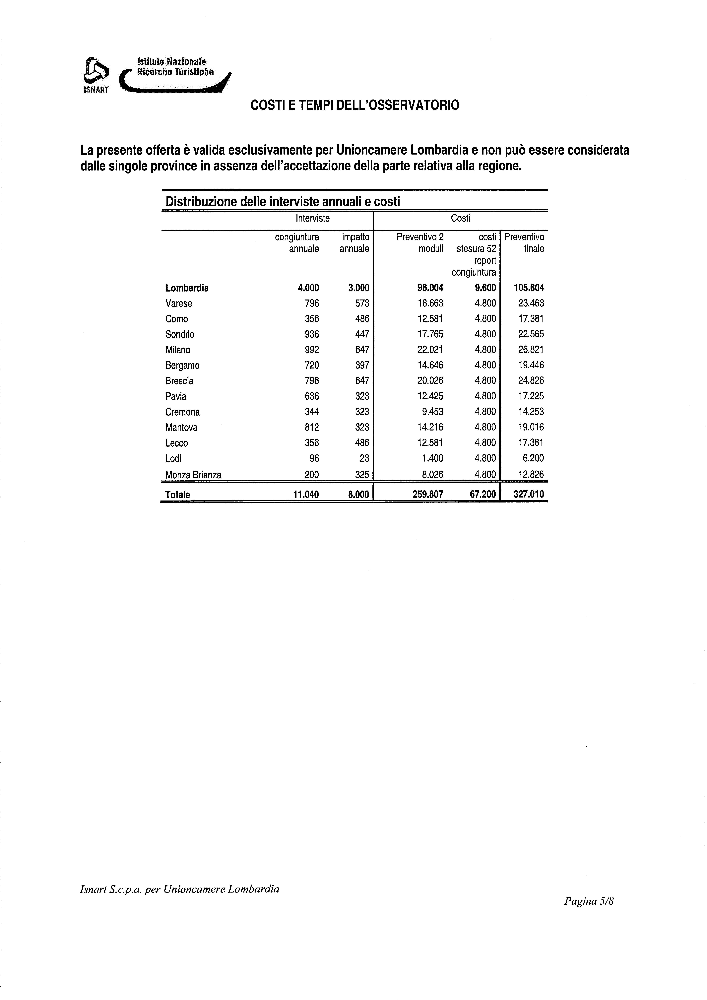 Istituto Nazionale
Ricerche Turistiche
ISNART
COSTI E TEMPI DELL'OSSERVATORIO
La presente offerta è valida esclusivamente per Unioncamere Lombardia e non può essere considerata
dalle singole province in assenza dell'accettazione della parte relativa alla regione.
Distribuzione delle interviste annuali e costi
Interviste Costi
congiuntura impatto Preventivo 2 costi Preventivo
annuale annuale moduli stesura 52 finale
report
congiuntura
Lombardia 4.000 3.000 96.004 9.600 105.604
Varese 796 573 18.663 4.800 23.463
Como 356 486 12.581 4.800 17.381
Sondrio 936 447 17.765 4.800 22.565
Milano 992 647 22.021 4.800 26.821
Bergamo 720 397 14.646 4.800 19.446
Brescia 796 647 20.026 4.800 24.826
Pavia 636 323 12.425 4.800 17.225
Cremona 344 323 9.453 4.800 14.253
Mantova 812 323 14.216 4.800 19.016
Lecco 356 486 12.581 4.800 17.381
Lodi 96 23 1.400 4.800 6.200
Monza Brianza 200 325 8.026 4.800 12.826
Totale 11.040 8.000 259.807 67.200 327.010
Isnart S.c.p.a. per Unioncamere Lombardia
Pagina 5/8